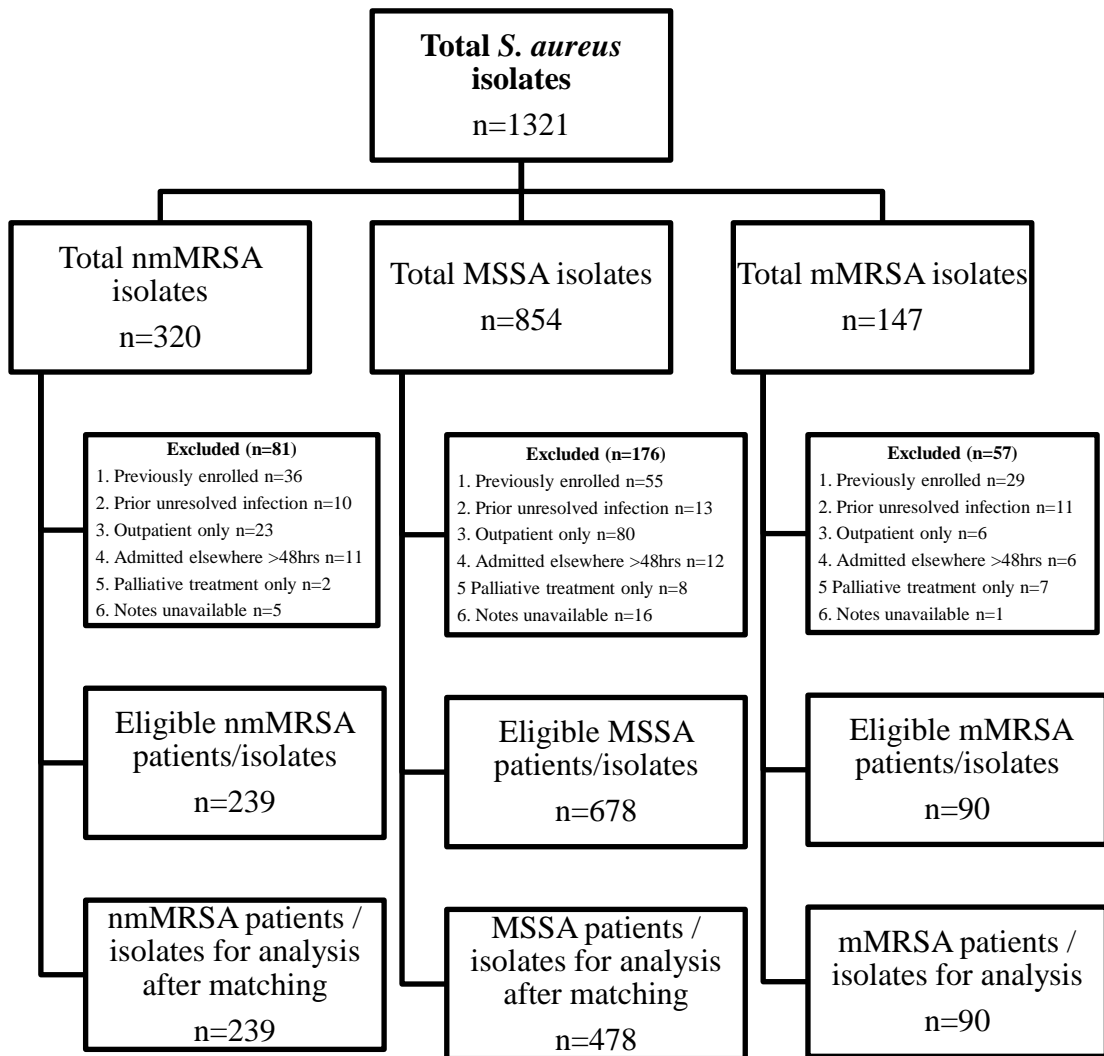 Total S. aureus
isolates
n=1321
Total nmMRSA
isolates
n=320
Total MSSA isolates
n=854
Total mMRSA isolates
n=147
Excluded (n=81)
1. Previously enrolled n=36
2. Prior unresolved infection n=10
3. Outpatient only n=23
4. Admitted elsewhere >48hrs n=11
5. Palliative treatment only n=2
6. Notes unavailable n=5
Excluded (n=176)
1. Previously enrolled n=55
2. Prior unresolved infection n=13
3. Outpatient only n=80
4. Admitted elsewhere >48hrs n=12
5 Palliative treatment only n=8
6. Notes unavailable n=16
Excluded (n=57)
1. Previously enrolled n=29
2. Prior unresolved infection n=11
3. Outpatient only n=6
4. Admitted elsewhere >48hrs n=6
5 Palliative treatment only n=7
6. Notes unavailable n=1
Eligible nmMRSA
patients/isolates
n=239
Eligible MSSA
patients/isolates
n=678
Eligible mMRSA
patients/isolates
n=90
nmMRSA patients /
isolates for analysis
after matching
n=239
MSSA patients /
isolates for analysis
after matching
n=478
mMRSA patients /
isolates for analysis
n=90